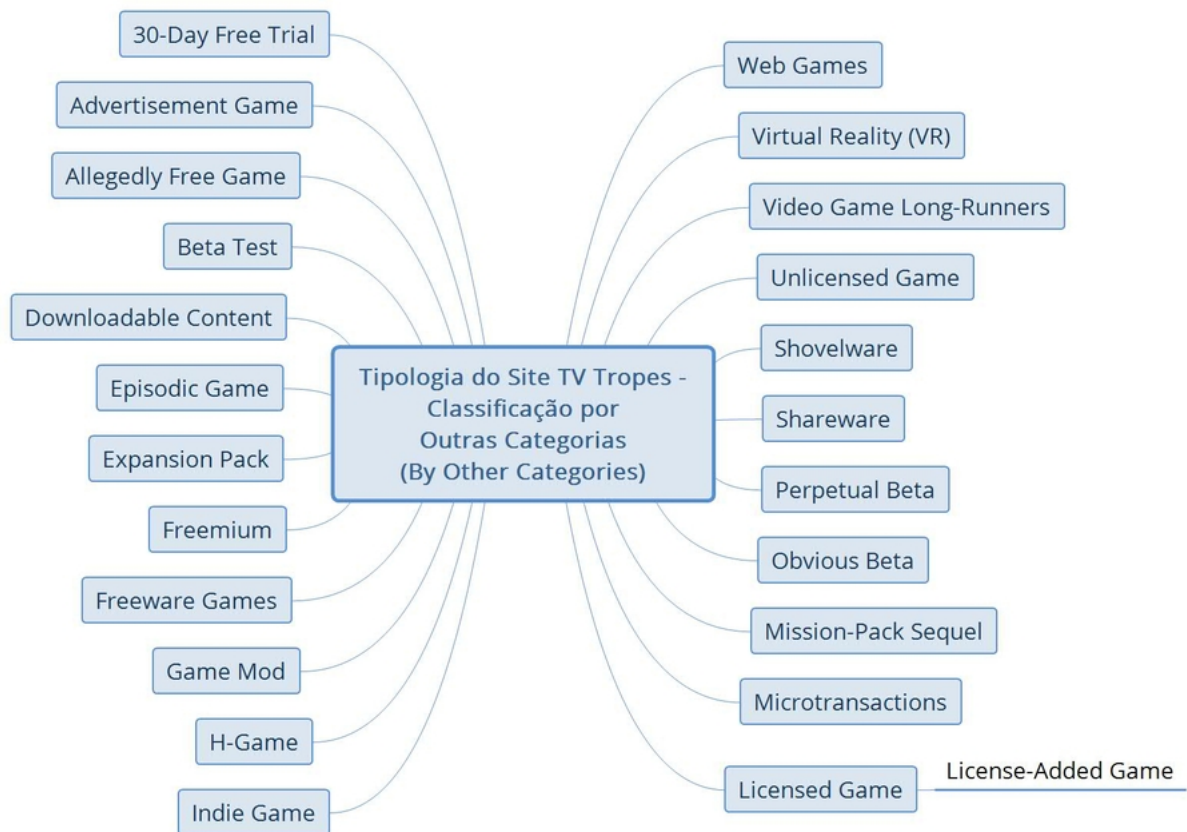 30-Day Free Trial
Advertisement Game
Allegedly Free Game
Beta Test
Downloadable Content
Episodic Game
Expansion Pack
Freemium
Freeware Games
Game Mod
H-Game
Indie Game
Tipologia do Site TV Tropes -
Classificação por
Outras Categorias
(By Other Categories)
Web Games
Virtual Reality (VR)
Video Game Long-Runners
Unlicensed Game
Shovelware
Shareware
Perpetual Beta
Obvious Beta
Mission-Pack Sequel
Microtransactions
Licensed Game
License-Added Game